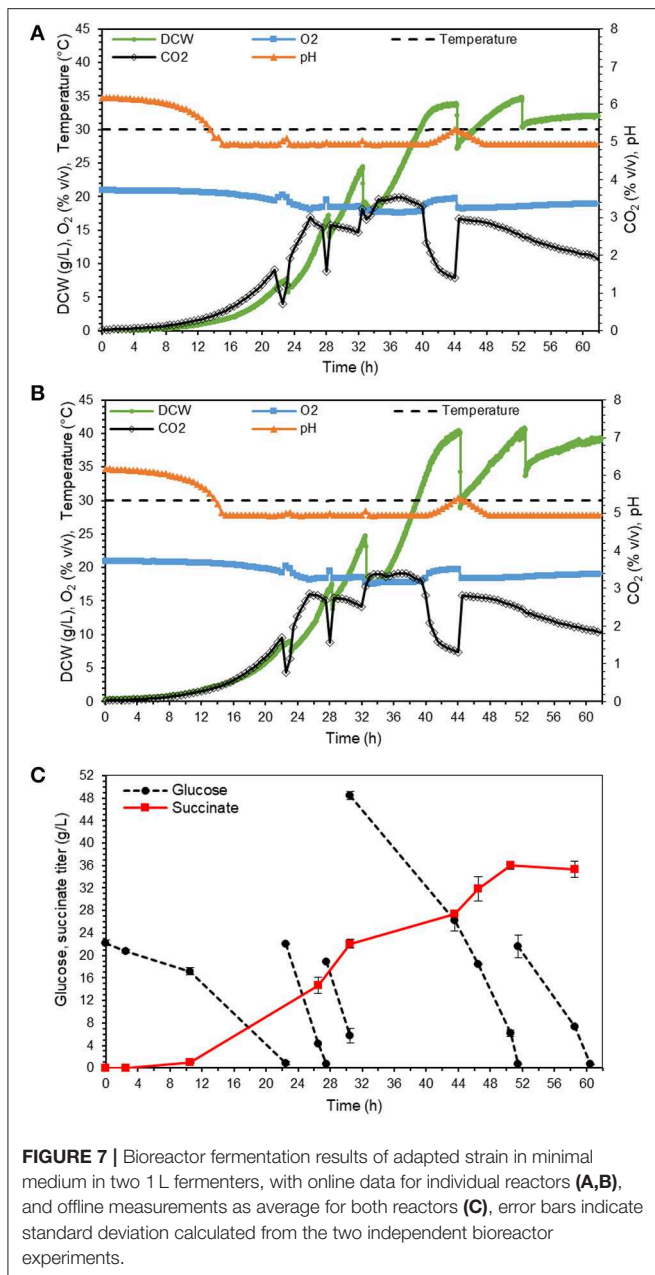 A
DCW O2 Temperature
CO2 pH
DCW (g/L), O₂ (% v/v), Temperature (°C)
45
40
35
30
25
20
15
10
5
0
8
7
6
5
4
3
2
1
0
CO₂ (% v/v), pH
0 4 8 12 16 20 24 28 32 36 40 44 48 52 56 60
Time (h)
B
DCW O2 Temperature
CO2 pH
DCW (g/L), O₂ (% v/v), Temperature (°C)
45
40
35
30
25
20
15
10
5
0
8
7
6
5
4
3
2
1
0
CO₂ (% v/v), pH
0 4 8 12 16 20 24 28 32 36 40 44 48 52 56 60
Time (h)
C
Glucose
Succinate
Glucose, succinate titer (g/L)
52
48
44
40
36
32
28
24
20
16
12
8
4
0
0 4 8 12 16 20 24 28 32 36 40 44 48 52 56 60
Time (h)
FIGURE 7 | Bioreactor fermentation results of adapted strain in minimal
medium in two 1 L fermenters, with online data for individual reactors (A,B),
and offline measurements as average for both reactors (C), error bars indicate
standard deviation calculated from the two independent bioreactor
experiments.